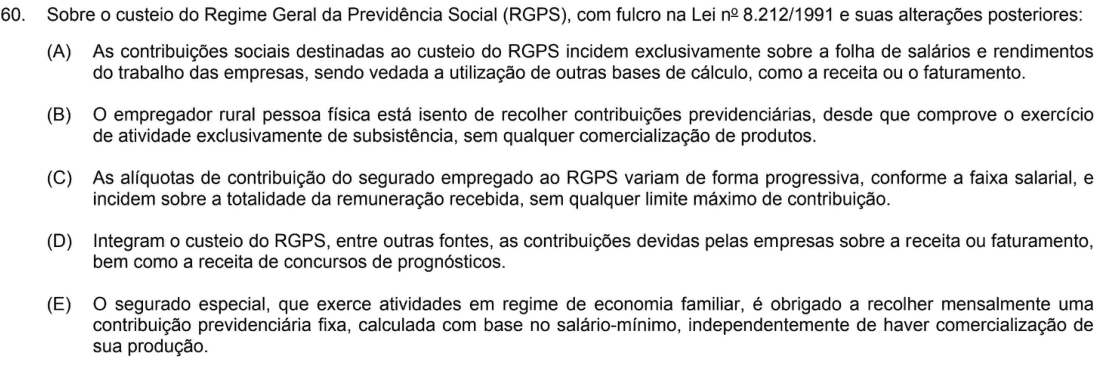 60. Sobre o custeio do Regime Geral da Previdência Social (RGPS), com fulcro na Lei nº 8.212/1991 e suas alterações posteriores:
(A) As contribuições sociais destinadas ao custeio do RGPS incidem exclusivamente sobre a folha de salários e rendimentos
do trabalho das empresas, sendo vedada a utilização de outras bases de cálculo, como a receita ou o faturamento.
(B) O empregador rural pessoa física está isento de recolher contribuições previdenciárias, desde que comprove o exercício
de atividade exclusivamente de subsistência, sem qualquer comercialização de produtos.
(C) As alíquotas de contribuição do segurado empregado ao RGPS variam de forma progressiva, conforme a faixa salarial, e
incidem sobre a totalidade da remuneração recebida, sem qualquer limite máximo de contribuição.
(D) Integram o custeio do RGPS, entre outras fontes, as contribuições devidas pelas empresas sobre a receita ou faturamento,
bem como a receita de concursos de prognósticos.
(E) O segurado especial, que exerce atividades em regime de economia familiar, é obrigado a recolher mensalmente uma
contribuição previdenciária fixa, calculada com base no salário-mínimo, independentemente de haver comercialização de
sua produção.